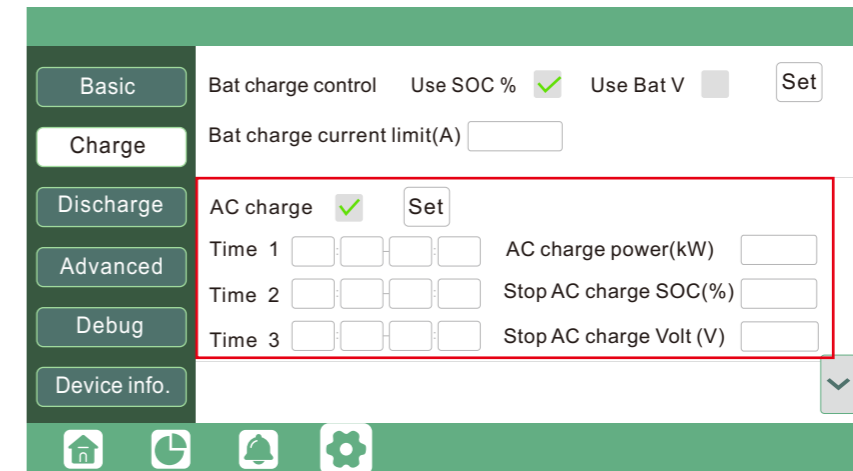 Basic
Charge
Discharge
Advanced
Debug
Device info.
Bat charge control Use SOC % Use Bat V Set
Bat charge current limit(A)
AC charge Set
Time 1 : - : AC charge power(kW)
Time 2 : - : Stop AC charge SOC(%)
Time 3 : - : Stop AC charge Volt (V)